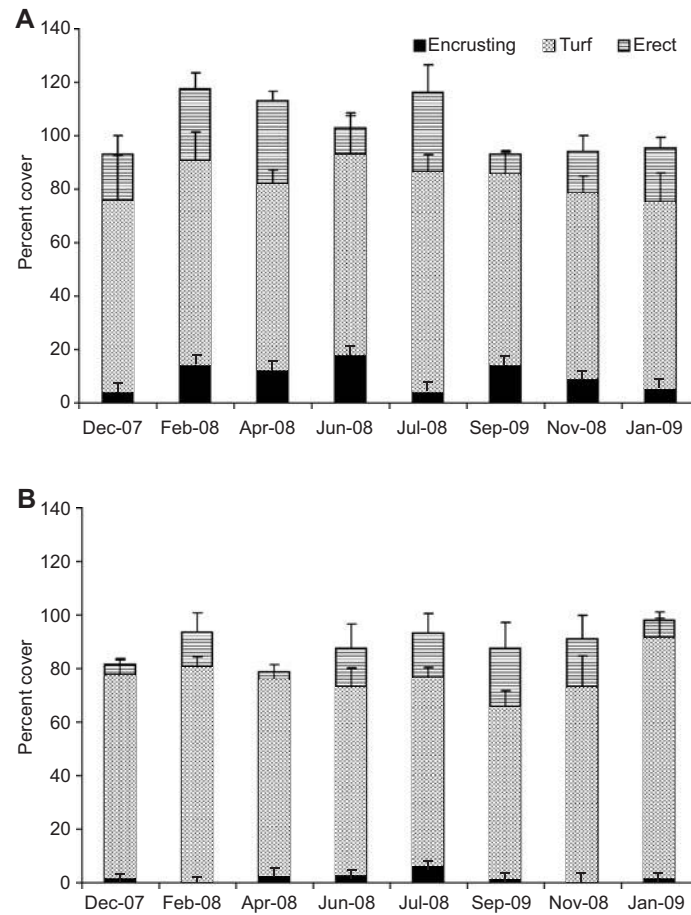 A
140
Encrusting Turf Erect
120
100
80
60
40
20
0
Percent cover
Dec-07 Feb-08 Apr-08 Jun-08 Jul-08 Sep-09 Nov-08 Jan-09
B
140
120
100
80
60
40
20
0
Percent cover
Dec-07 Feb-08 Apr-08 Jun-08 Jul-08 Sep-09 Nov-08 Jan-09